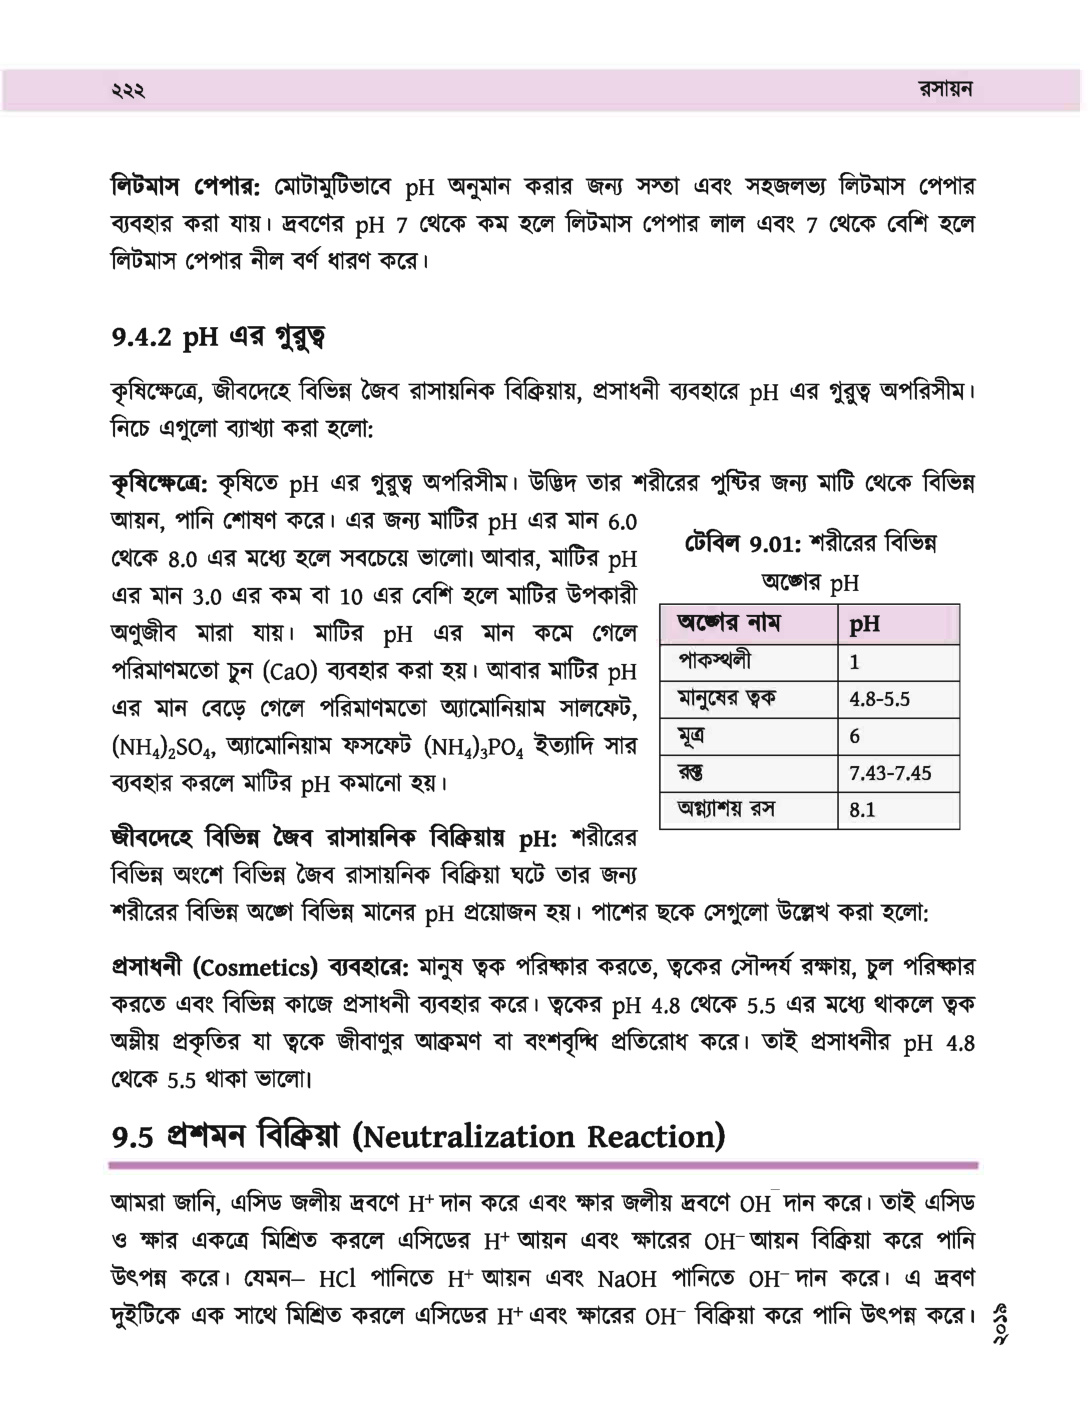 ২২২ রসায়ন
লিটমাস পেপার: মোটামুটিভাবে pH অনুমান করার জন্য সস্তা এবং সহজলভ্য লিটমাস পেপার
ব্যবহার করা যায়। দ্রবণের pH 7 থেকে কম হলে লিটমাস পেপার লাল এবং 7 থেকে বেশি হলে
লিটমাস পেপার নীল বর্ণ ধারণ করে।
9.4.2 pH এর গুরুত্ব
কৃষিক্ষেত্রে, জীবদেহে বিভিন্ন জৈব রাসায়নিক বিক্রিয়ায়, প্রসাধনী ব্যবহারে pH এর গুরুত্ব অপরিসীম।
নিচে এগুলো ব্যাখ্যা করা হলো:
কৃষিক্ষেত্রে: কৃষিতে pH এর গুরুত্ব অপরিসীম। উদ্ভিদ তার শরীরের পুষ্টির জন্য মাটি থেকে বিভিন্ন
আয়ন, পানি শোষণ করে। এর জন্য মাটির pH এর মান 6.0
থেকে 8.0 এর মধ্যে হলে সবচেয়ে ভালো। আবার, মাটির pH
এর মান 3.0 এর কম বা 10 এর বেশি হলে মাটির উপকারী
অণুজীব মারা যায়। মাটির pH এর মান কমে গেলে
পরিমাণমতো চুন (CaO) ব্যবহার করা হয়। আবার মাটির pH
এর মান বেড়ে গেলে পরিমাণমতো অ্যামোনিয়াম সালফেট,
(NH₄)₂SO₄, অ্যামোনিয়াম ফসফেট (NH₄)₃PO₄ ইত্যাদি সার
ব্যবহার করলে মাটির pH কমানো হয়।
টেবিল 9.01: শরীরের বিভিন্ন
অঙ্গের pH
অঙ্গের নাম pH
পাকস্থলী 1
মানুষের ত্বক 4.8-5.5
মূত্র 6
রক্ত 7.43-7.45
অগ্ন্যাশয় রস 8.1
জীবদেহে বিভিন্ন জৈব রাসায়নিক বিক্রিয়ায় pH: শরীরের
বিভিন্ন অংশে বিভিন্ন জৈব রাসায়নিক বিক্রিয়া ঘটে তার জন্য
শরীরের বিভিন্ন অঙ্গে বিভিন্ন মানের pH প্রয়োজন হয়। পাশের ছকে সেগুলো উল্লেখ করা হলো:
প্রসাধনী (Cosmetics) ব্যবহারে: মানুষ ত্বক পরিষ্কার করতে, ত্বকের সৌন্দর্য রক্ষায়, চুল পরিষ্কার
করতে এবং বিভিন্ন কাজে প্রসাধনী ব্যবহার করে। ত্বকের pH 4.8 থেকে 5.5 এর মধ্যে থাকলে ত্বক
অম্লীয় প্রকৃতির যা ত্বকে জীবাণুর আক্রমণ বা বংশবৃদ্ধি প্রতিরোধ করে। তাই প্রসাধনীর pH 4.8
থেকে 5.5 থাকা ভালো।
9.5 প্রশমন বিক্রিয়া (Neutralization Reaction)
আমরা জানি, এসিড জলীয় দ্রবণে H⁺ দান করে এবং ক্ষার জলীয় দ্রবণে OH⁻ দান করে। তাই এসিড
ও ক্ষার একত্রে মিশ্রিত করলে এসিডের H⁺ আয়ন এবং ক্ষারের OH⁻ আয়ন বিক্রিয়া করে পানি
উৎপন্ন করে। যেমন– HCl পানিতে H⁺ আয়ন এবং NaOH পানিতে OH⁻ দান করে। এ দ্রবণ
দুইটিকে এক সাথে মিশ্রিত করলে এসিডের H⁺ এবং ক্ষারের OH⁻ বিক্রিয়া করে পানি উৎপন্ন করে।
২০১৯